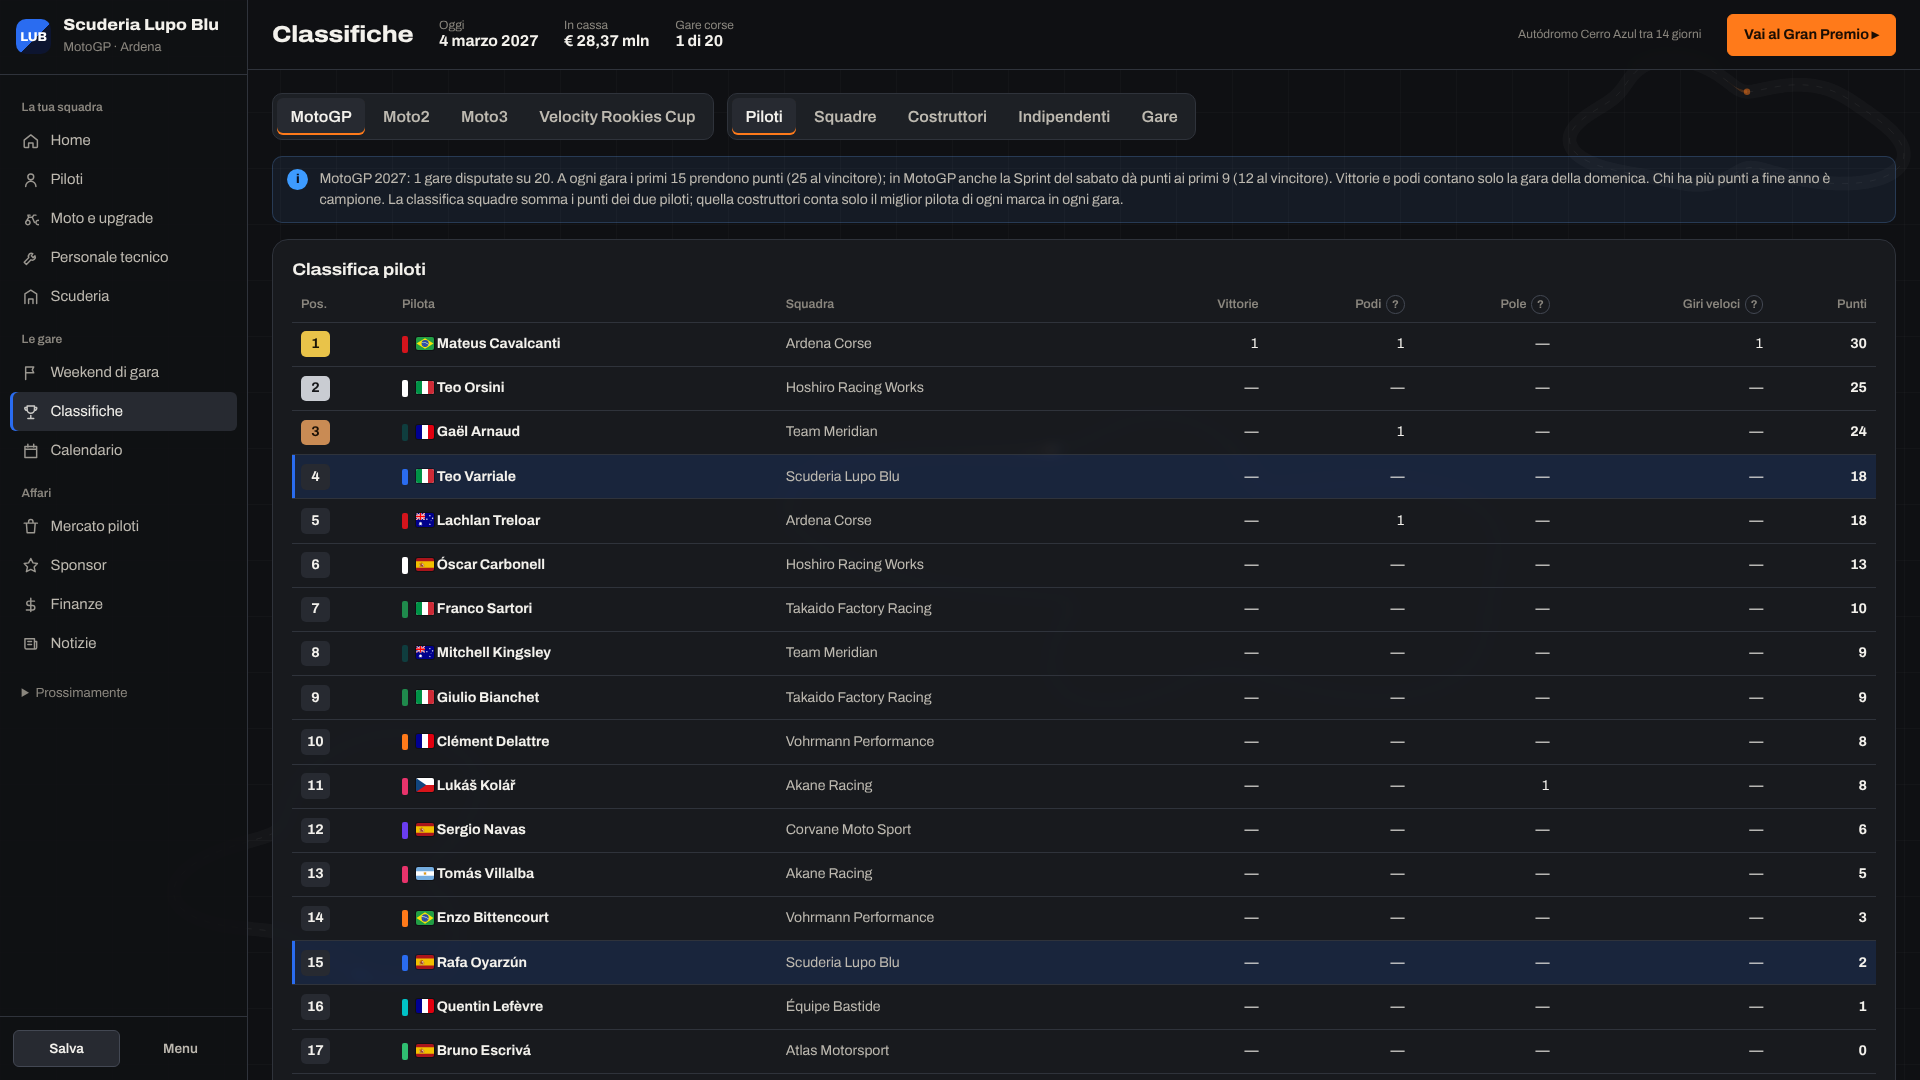 LUB
Scuderia Lupo Blu
MotoGP · Ardena
La tua squadra
Home
Piloti
Moto e upgrade
Personale tecnico
Scuderia
Le gare
Weekend di gara
Classifiche
Calendario
Affari
Mercato piloti
Sponsor
Finanze
Notizie
Prossimamente
Salva Menu
Classifiche
Oggi
4 marzo 2027
In cassa
€ 28,37 mln
Gare corse
1 di 20
Autódromo Cerro Azul tra 14 giorni
Vai al Gran Premio ▸
MotoGP Moto2 Moto3 Velocity Rookies Cup
Piloti Squadre Costruttori Indipendenti Gare
i
MotoGP 2027: 1 gare disputate su 20. A ogni gara i primi 15 prendono punti (25 al vincitore); in MotoGP anche la Sprint del sabato dà punti ai primi 9 (12 al vincitore). Vittorie e podi contano solo la gara della domenica. Chi ha più punti a fine anno è
campione. La classifica squadre somma i punti dei due piloti; quella costruttori conta solo il miglior pilota di ogni marca in ogni gara.
Classifica piloti
Pos. Pilota Squadra Vittorie Podi ? Pole ? Giri veloci ? Punti
1 Mateus Cavalcanti Ardena Corse 1 1 — 1 30
2 Teo Orsini Hoshiro Racing Works — — — — 25
3 Gaël Arnaud Team Meridian — 1 — — 24
4 Teo Varriale Scuderia Lupo Blu — — — — 18
5 Lachlan Treloar Ardena Corse — 1 — — 18
6 Óscar Carbonell Hoshiro Racing Works — — — — 13
7 Franco Sartori Takaido Factory Racing — — — — 10
8 Mitchell Kingsley Team Meridian — — — — 9
9 Giulio Bianchet Takaido Factory Racing — — — — 9
10 Clément Delattre Vohrmann Performance — — — — 8
11 Lukáš Kolář Akane Racing — — 1 — 8
12 Sergio Navas Corvane Moto Sport — — — — 6
13 Tomás Villalba Akane Racing — — — — 5
14 Enzo Bittencourt Vohrmann Performance — — — — 3
15 Rafa Oyarzún Scuderia Lupo Blu — — — — 2
16 Quentin Lefèvre Équipe Bastide — — — — 1
17 Bruno Escrivá Atlas Motorsport — — — — 0